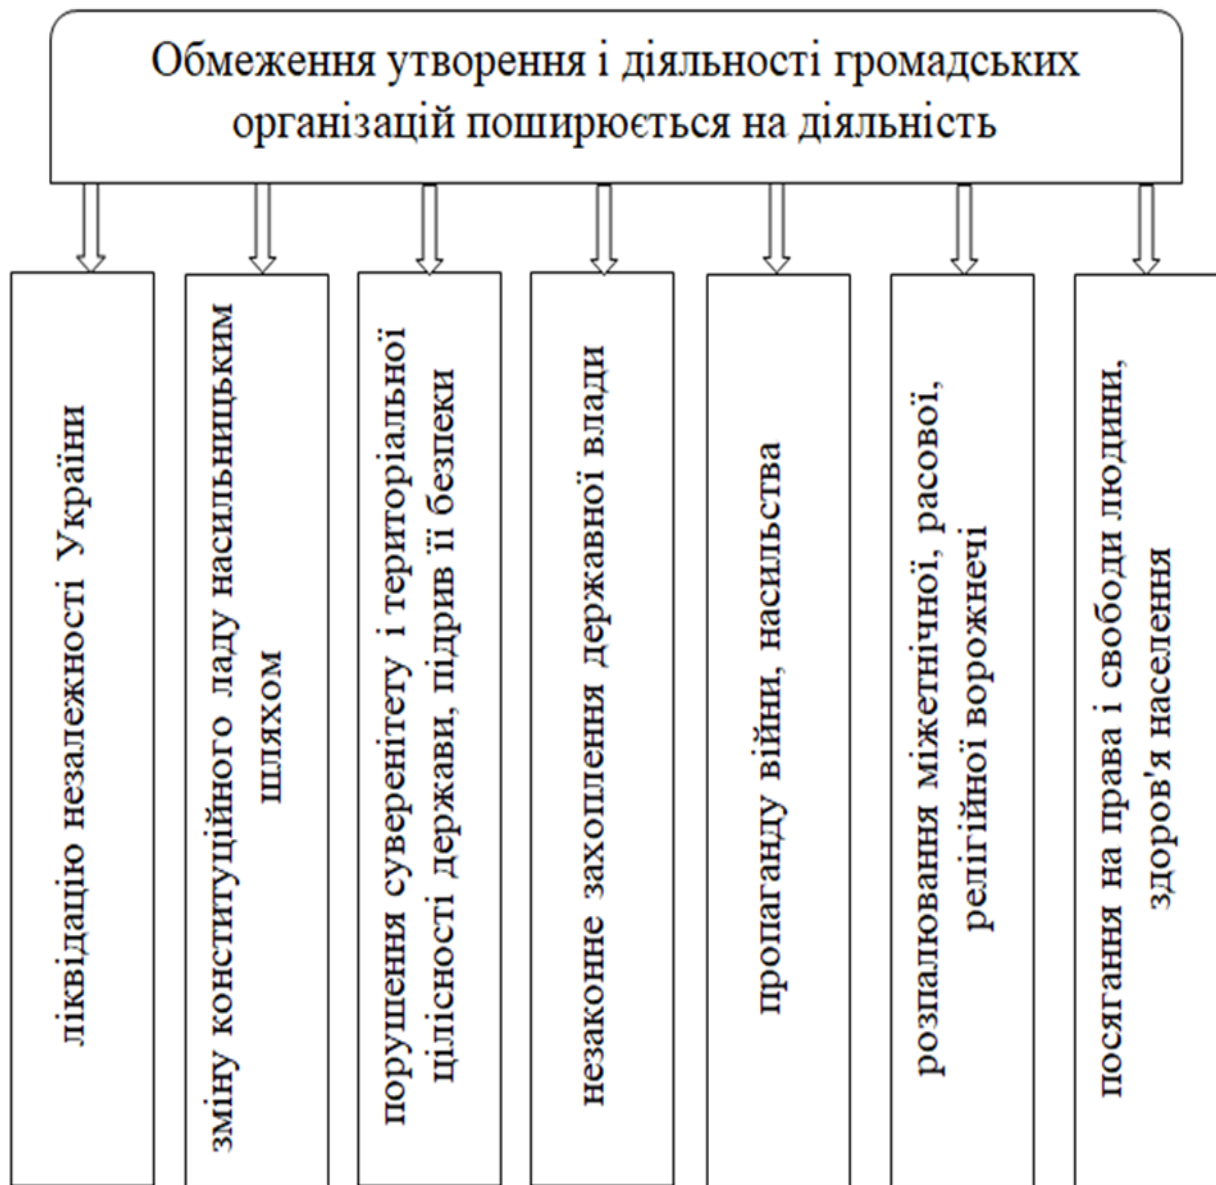 Обмеження утворення і діяльності громадських
організацій поширюється на діяльність
ліквідацію незалежності України
зміну конституційного ладу насильницьким
шляхом
порушення суверенітету і територіальної
цілісності держави, підрив її безпеки
незаконне захоплення державної влади
пропаганду війни, насильства
розпалювання міжетнічної, расової,
релігійної ворожнечі
посягання на права і свободи людини,
здоров'я населення